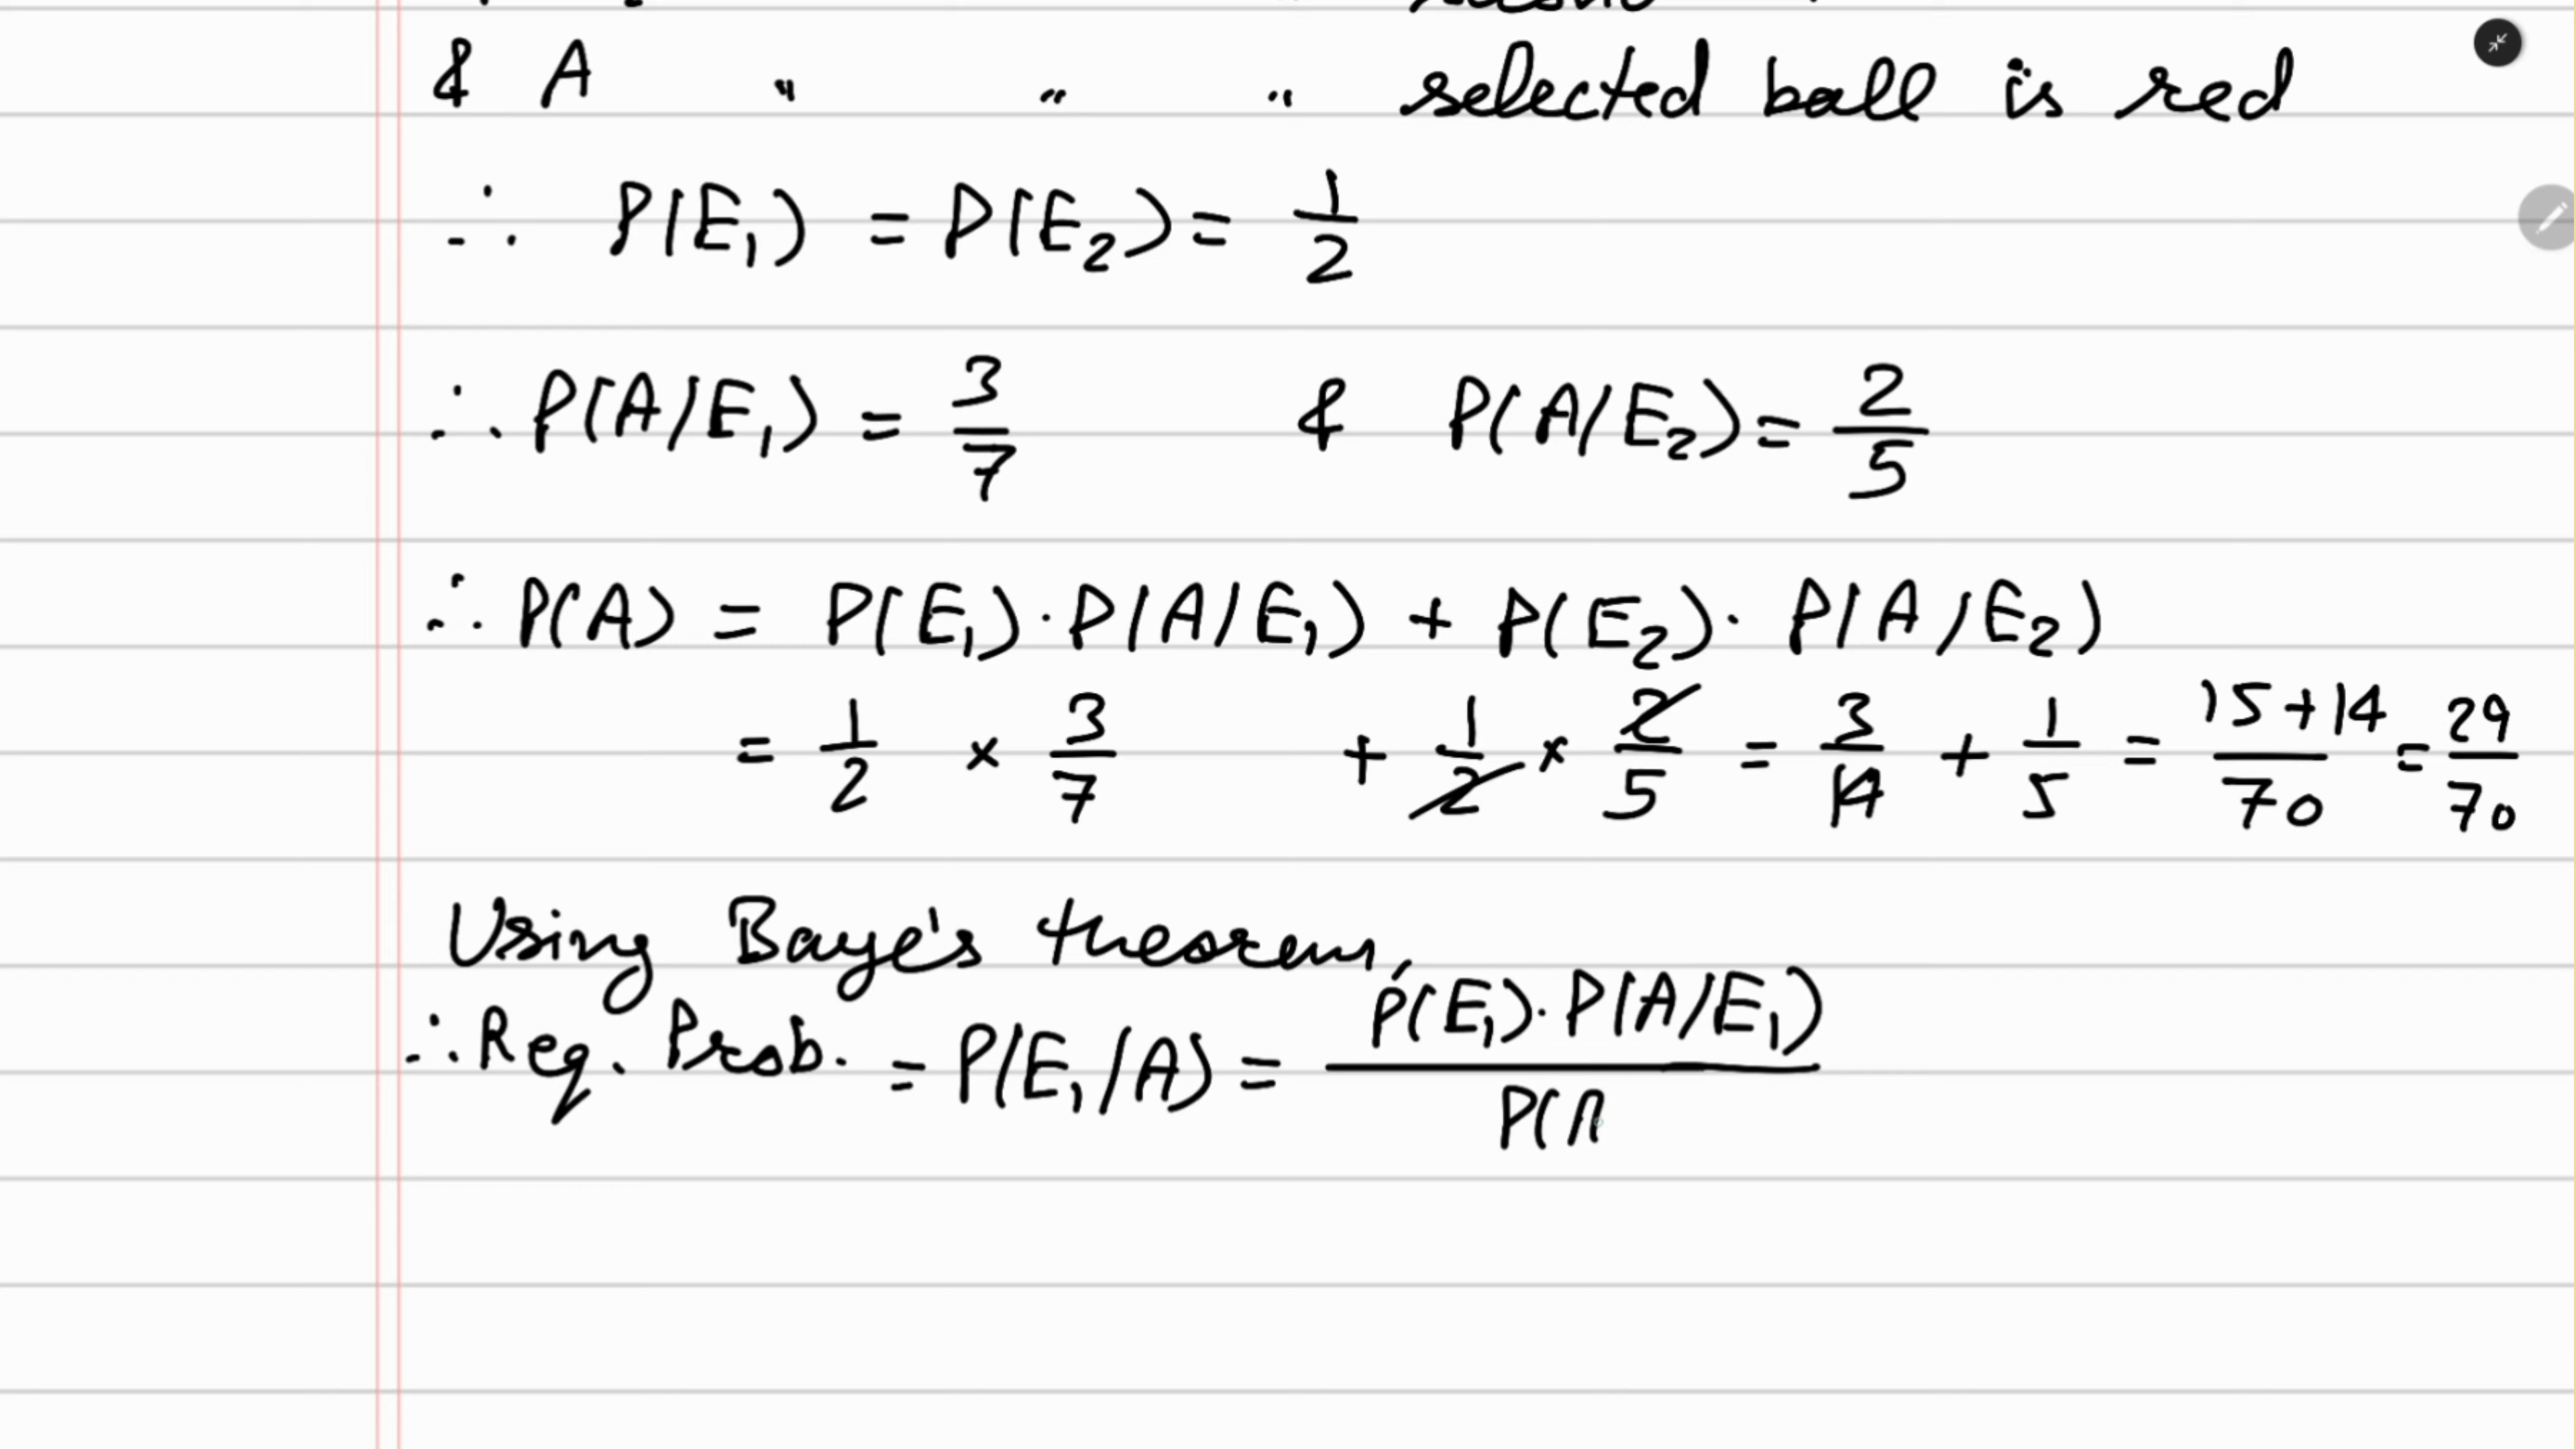 & A " " " selected ball is red
∴ P(E₁) = P(E₂) = 1/2
∴ P(A/E₁) = 3/7 & P(A/E₂) = 2/5
∴ P(A) = P(E₁) · P(A/E₁) + P(E₂) · P(A/E₂)
= 1/2 × 3/7 + 1/2 × 2/5 = 3/14 + 1/5 = 15+14/70 = 29/70
Using Baye's theorem,
∴ Req. Prob. = P(E₁/A) = P(E₁) · P(A/E₁) / P(A